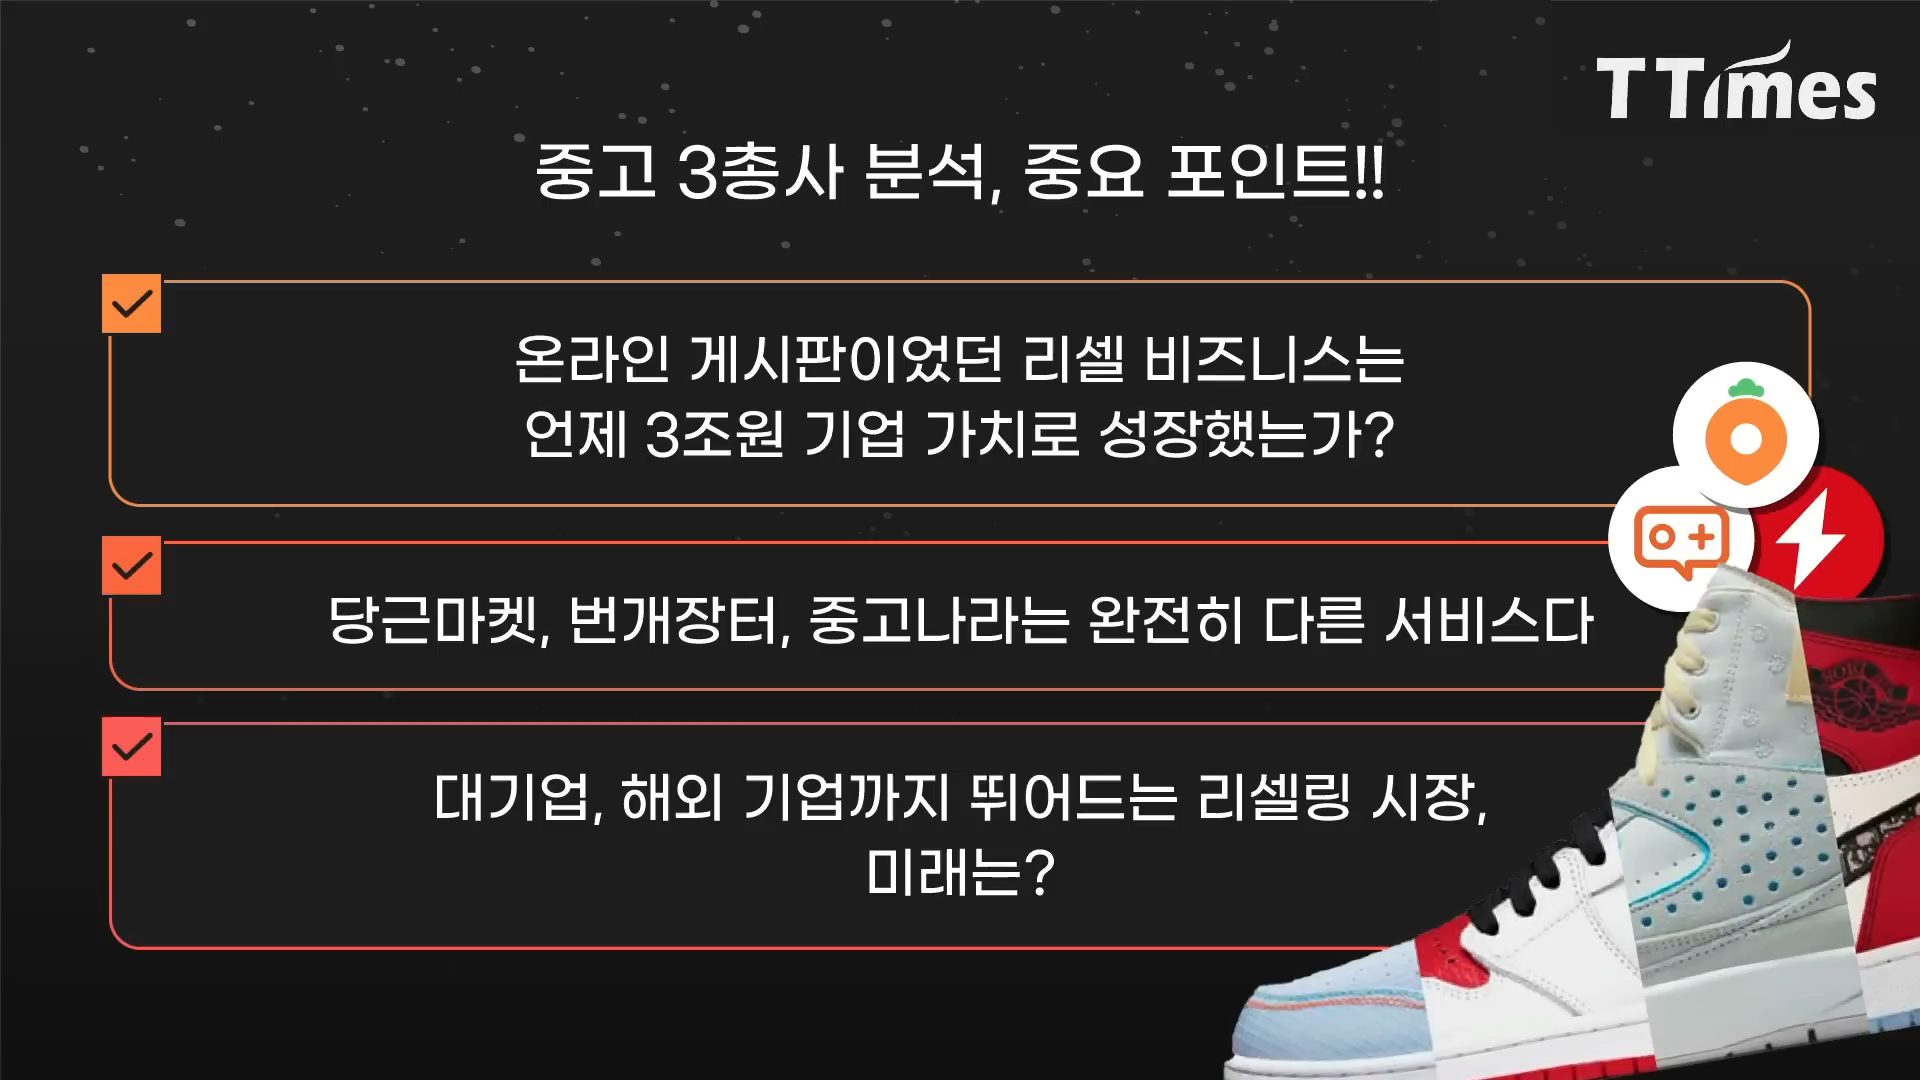 TTimes
중고 3총사 분석, 중요 포인트!!
온라인 게시판이었던 리셀 비즈니스는
언제 3조원 기업 가치로 성장했는가?
당근마켓, 번개장터, 중고나라는 완전히 다른 서비스다
대기업, 해외 기업까지 뛰어드는 리셀링 시장,
미래는?